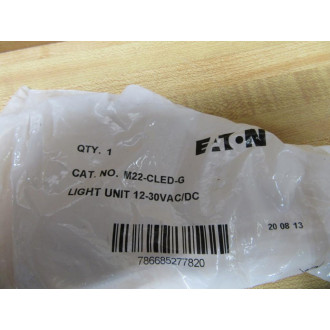 QTY. 1
EATON
CAT. NO. M22-CLED-G
LIGHT UNIT 12-30VAC/DC
20 08 13
786685277820